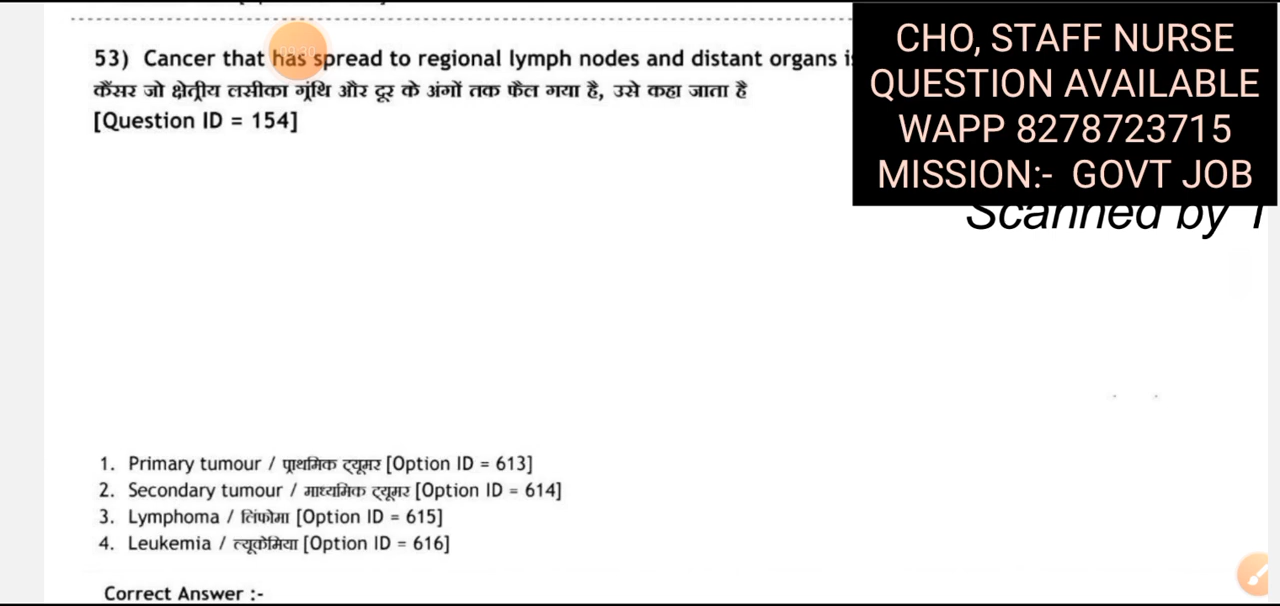 53) Cancer that has spread to regional lymph nodes and distant organs
कैंसर जो क्षेत्रीय लसीका ग्रंथि और दूर के अंगों तक फैल गया है, उसे कहा जाता है
[Question ID = 154]
CHO, STAFF NURSE
QUESTION AVAILABLE
WAPP 8278723715
MISSION:- GOVT JOB
Scanned by
1. Primary tumour / प्राथमिक ट्यूमर [Option ID = 613]
2. Secondary tumour / माध्यमिक ट्यूमर [Option ID = 614]
3. Lymphoma / लिंफोमा [Option ID = 615]
4. Leukemia / ल्यूकेमिया [Option ID = 616]
Correct Answer :-